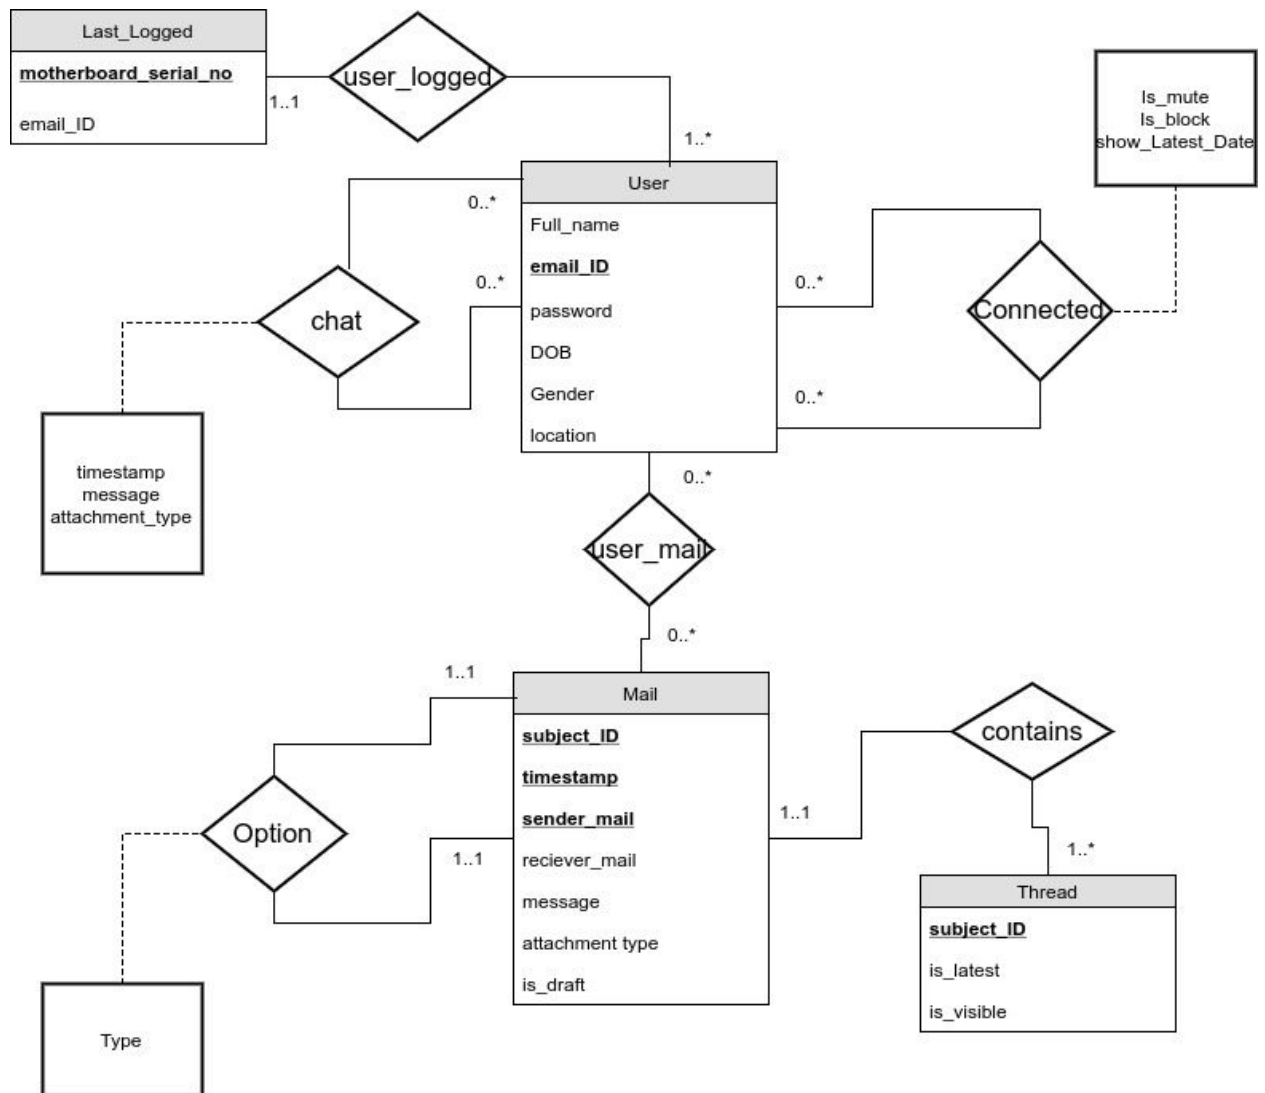 Last_Logged
motherboard_serial_no
email_ID
user_logged
1..1
1..*
Is_mute
Is_block
show_Latest_Date
User
Full_name
email_ID
password
DOB
Gender
location
0..*
0..*
chat
timestamp
message
attachment_type
0..*
0..*
Connected
0..*
user_mail
0..*
Mail
subject_ID
timestamp
sender_mail
reciever_mail
message
attachment type
is_draft
1..1
1..1
Option
Type
contains
1..1
1..*
Thread
subject_ID
is_latest
is_visible